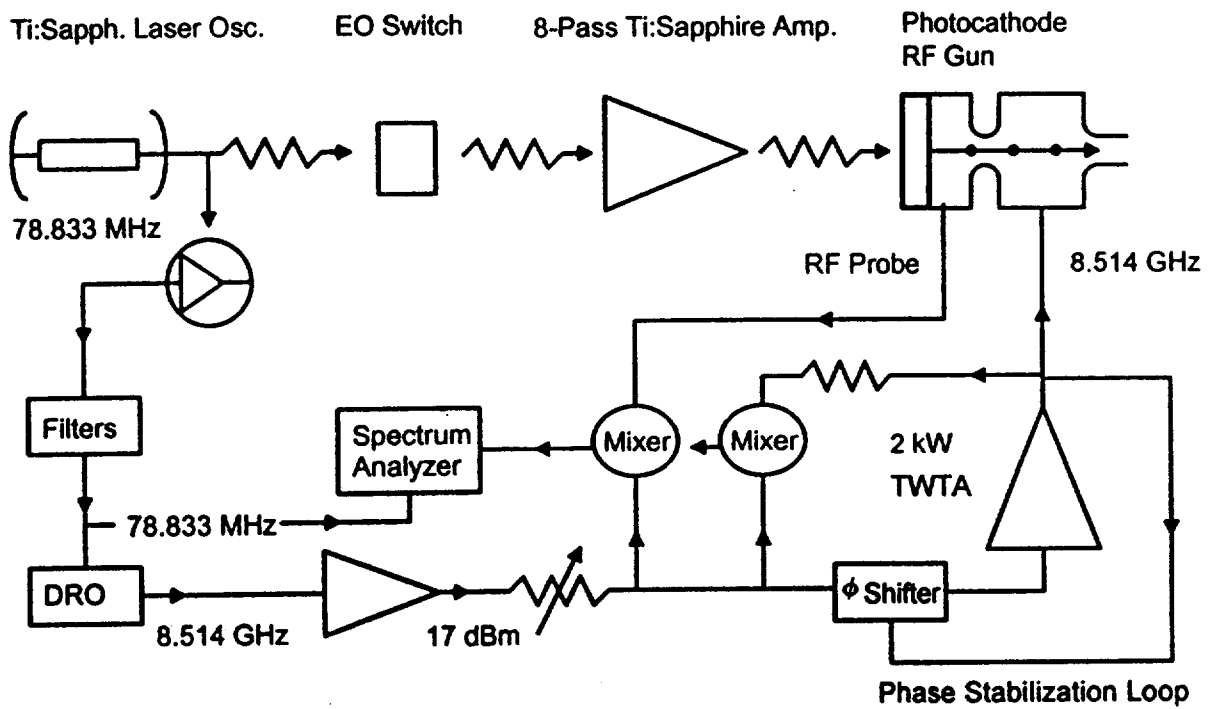 Ti:Sapph. Laser Osc.
EO Switch
8-Pass Ti:Sapphire Amp.
Photocathode
RF Gun
78.833 MHz
RF Probe
8.514 GHz
Filters
Spectrum
Analyzer
Mixer
Mixer
2 kW
TWTA
78.833 MHz
DRO
8.514 GHz
17 dBm
ϕ Shifter
Phase Stabilization Loop